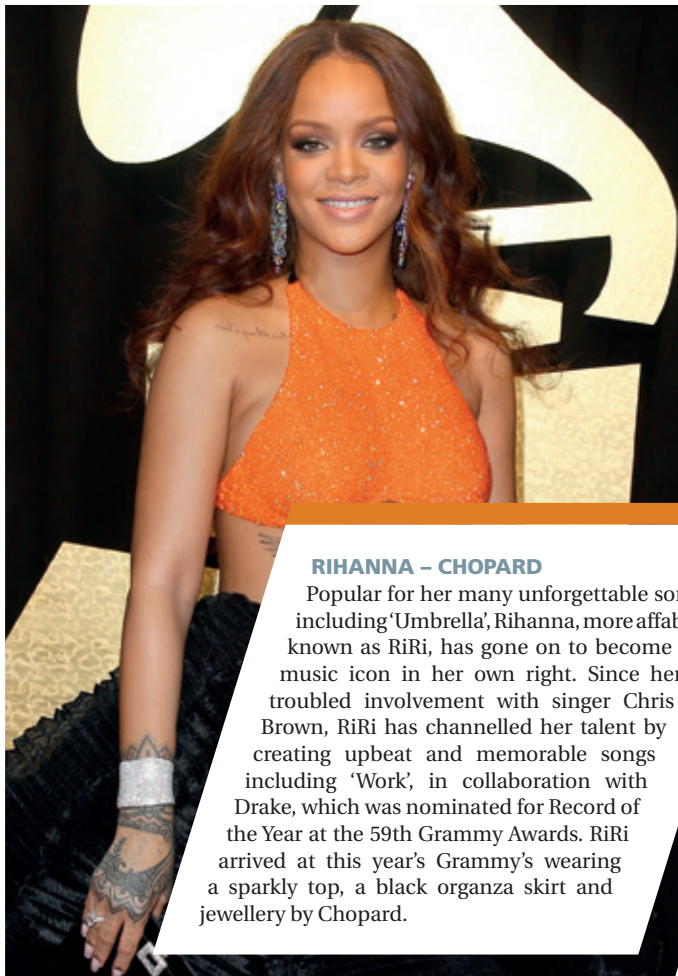 RIHANNA – CHOPARD
Popular for her many unforgettable
including ‘Umbrella’, Rihanna, more
known as RiRi, has gone on to become
music icon in her own right. Since her
troubled involvement with singer Chris
Brown, RiRi has channelled her talent by
creating upbeat and memorable songs
including ‘Work’, in collaboration with
Drake, which was nominated for Record of
the Year at the 59th Grammy Awards. RiRi
arrived at this year’s Grammy’s wearing
a sparkly top, a black organza skirt and
jewellery by Chopard.